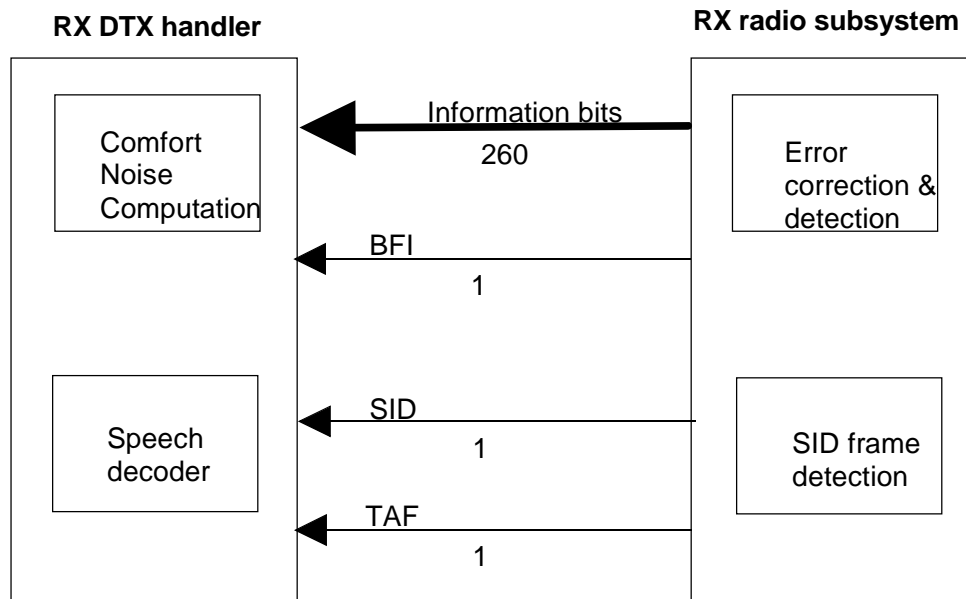 RX DTX handler
RX radio subsystem
Comfort
Noise
Computation
Information bits
260
Error
correction &
detection
BFI
1
Speech
decoder
SID
1
SID frame
detection
TAF
1